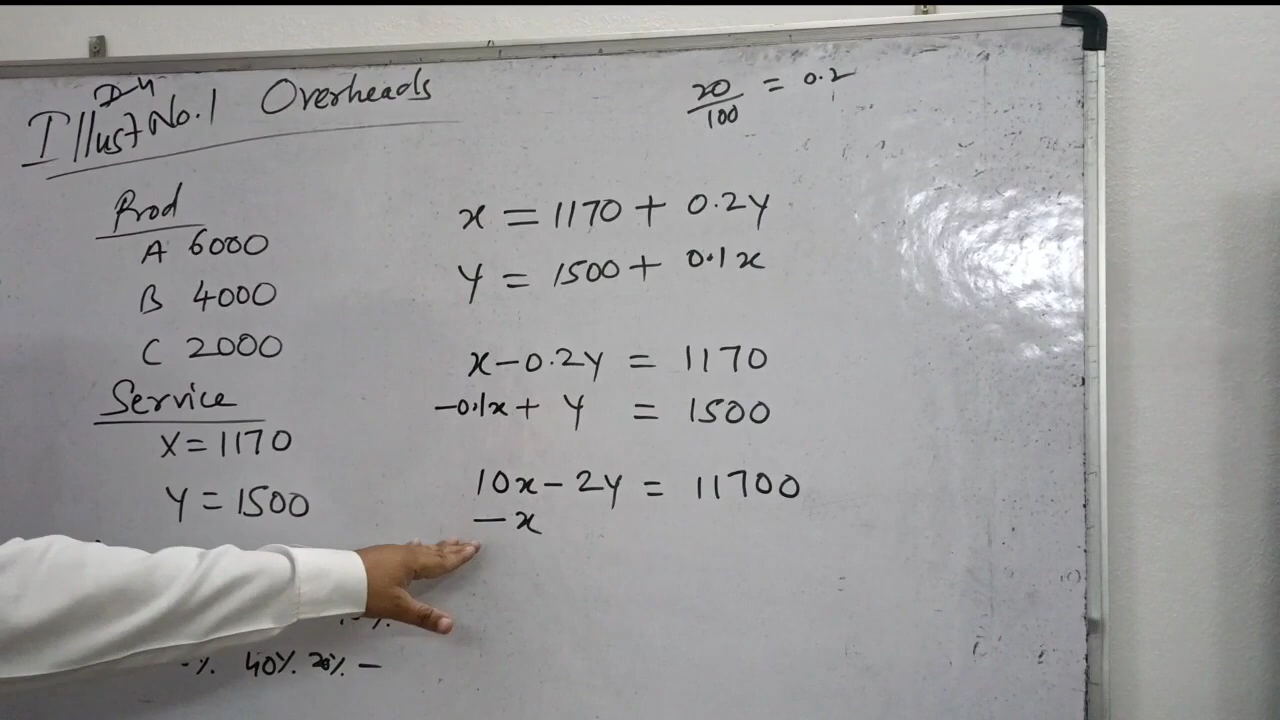 D-4
Illust No.1 Overheads
20/100 = 0.2
Prod
A 6000
B 4000
C 2000
Service
X = 1170
Y = 1500
x = 1170 + 0.2y
Y = 1500 + 0.1x
x - 0.2y = 1170
-0.1x + Y = 1500
10x - 2y = 11700
- x
40%. 20%. -